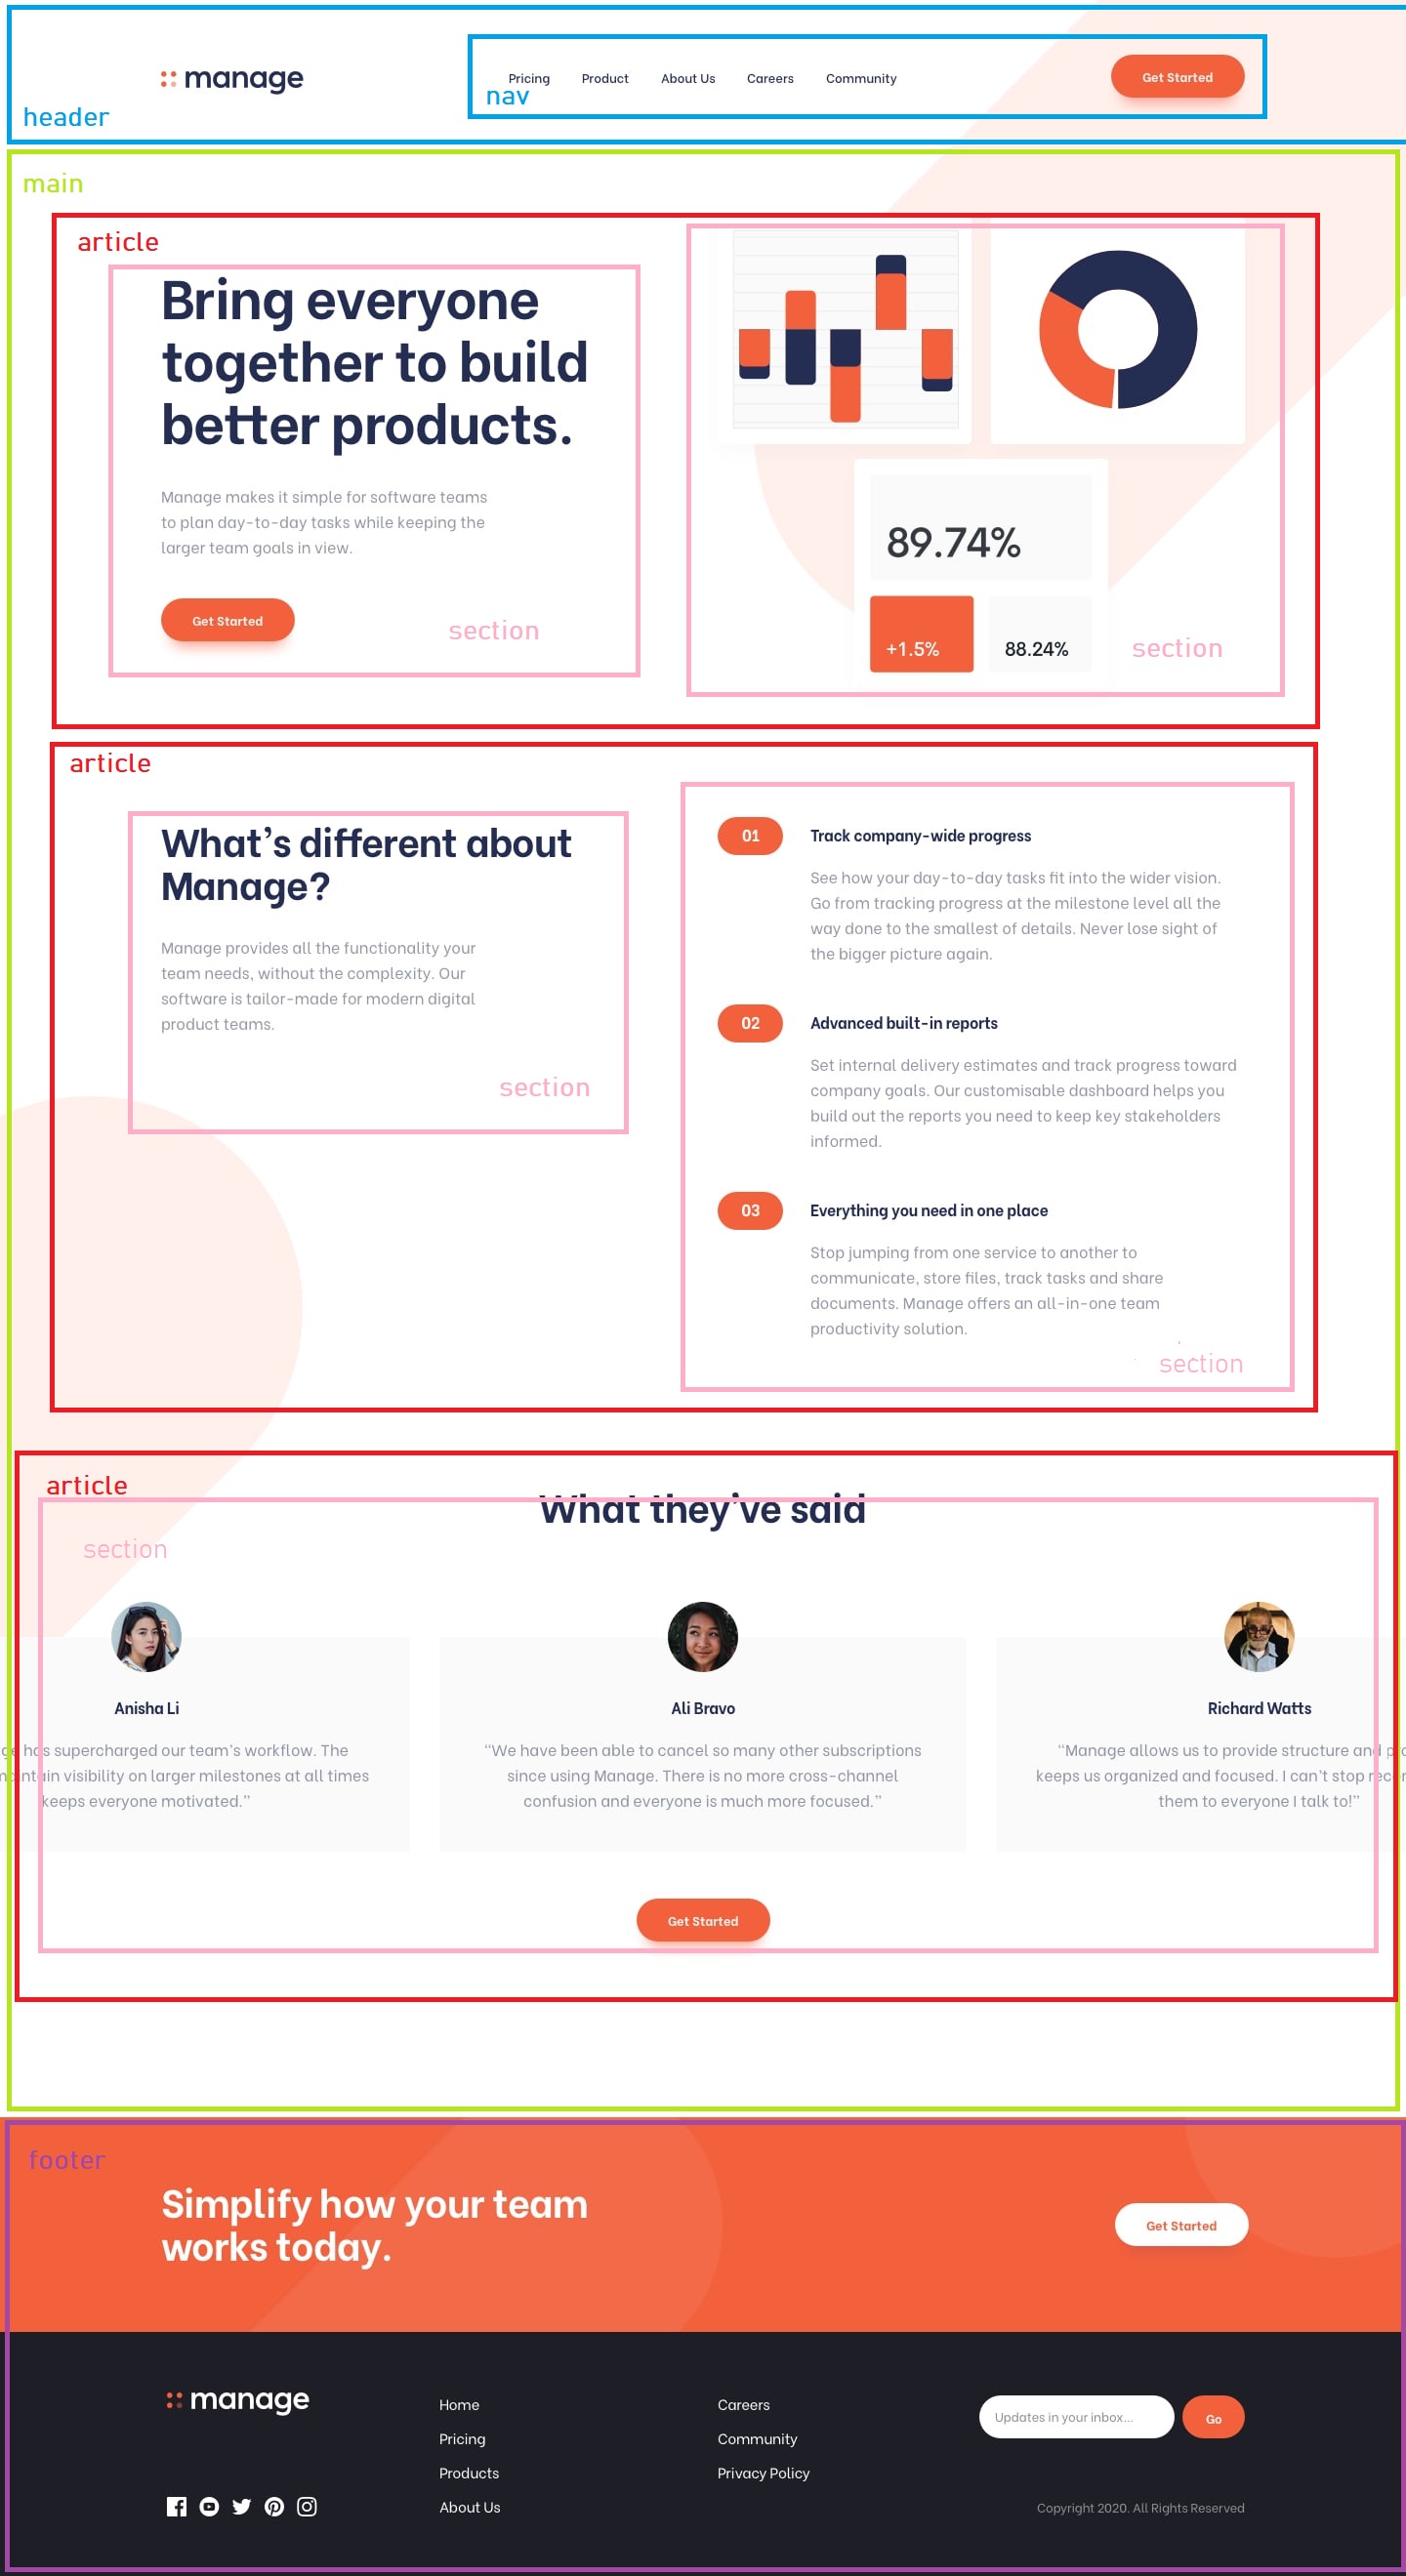 manage
Pricing Product About Us Careers Community
Get Started
nav
header
main
article
Bring everyone
together to build
better products.
Manage makes it simple for software teams
to plan day-to-day tasks while keeping the
larger team goals in view.
Get Started
section
89.74%
+1.5%
88.24%
section
article
What's different about
Manage?
Manage provides all the functionality your
team needs, without the complexity. Our
software is tailor-made for modern digital
product teams.
section
01 Track company-wide progress
See how your day-to-day tasks fit into the wider vision.
Go from tracking progress at the milestone level all the
way done to the smallest of details. Never lose sight of
the bigger picture again.
02 Advanced built-in reports
Set internal delivery estimates and track progress toward
company goals. Our customisable dashboard helps you
build out the reports you need to keep key stakeholders
informed.
03 Everything you need in one place
Stop jumping from one service to another to
communicate, store files, track tasks and share
documents. Manage offers an all-in-one team
productivity solution.
section
article
What they've said
section
Anisha Li
has supercharged our team's workflow. The
visibility on larger milestones at all times
keeps everyone motivated.”
Ali Bravo
“We have been able to cancel so many other subscriptions
since using Manage. There is no more cross-channel
confusion and everyone is much more focused.”
Richard Watts
“Manage allows us to provide structure and
keeps us organized and focused. I can't stop
them to everyone I talk to!”
Get Started
footer
Simplify how your team
works today.
Get Started
manage
Home
Pricing
Products
About Us
Careers
Community
Privacy Policy
Updates in your inbox...
Go
Copyright 2020. All Rights Reserved